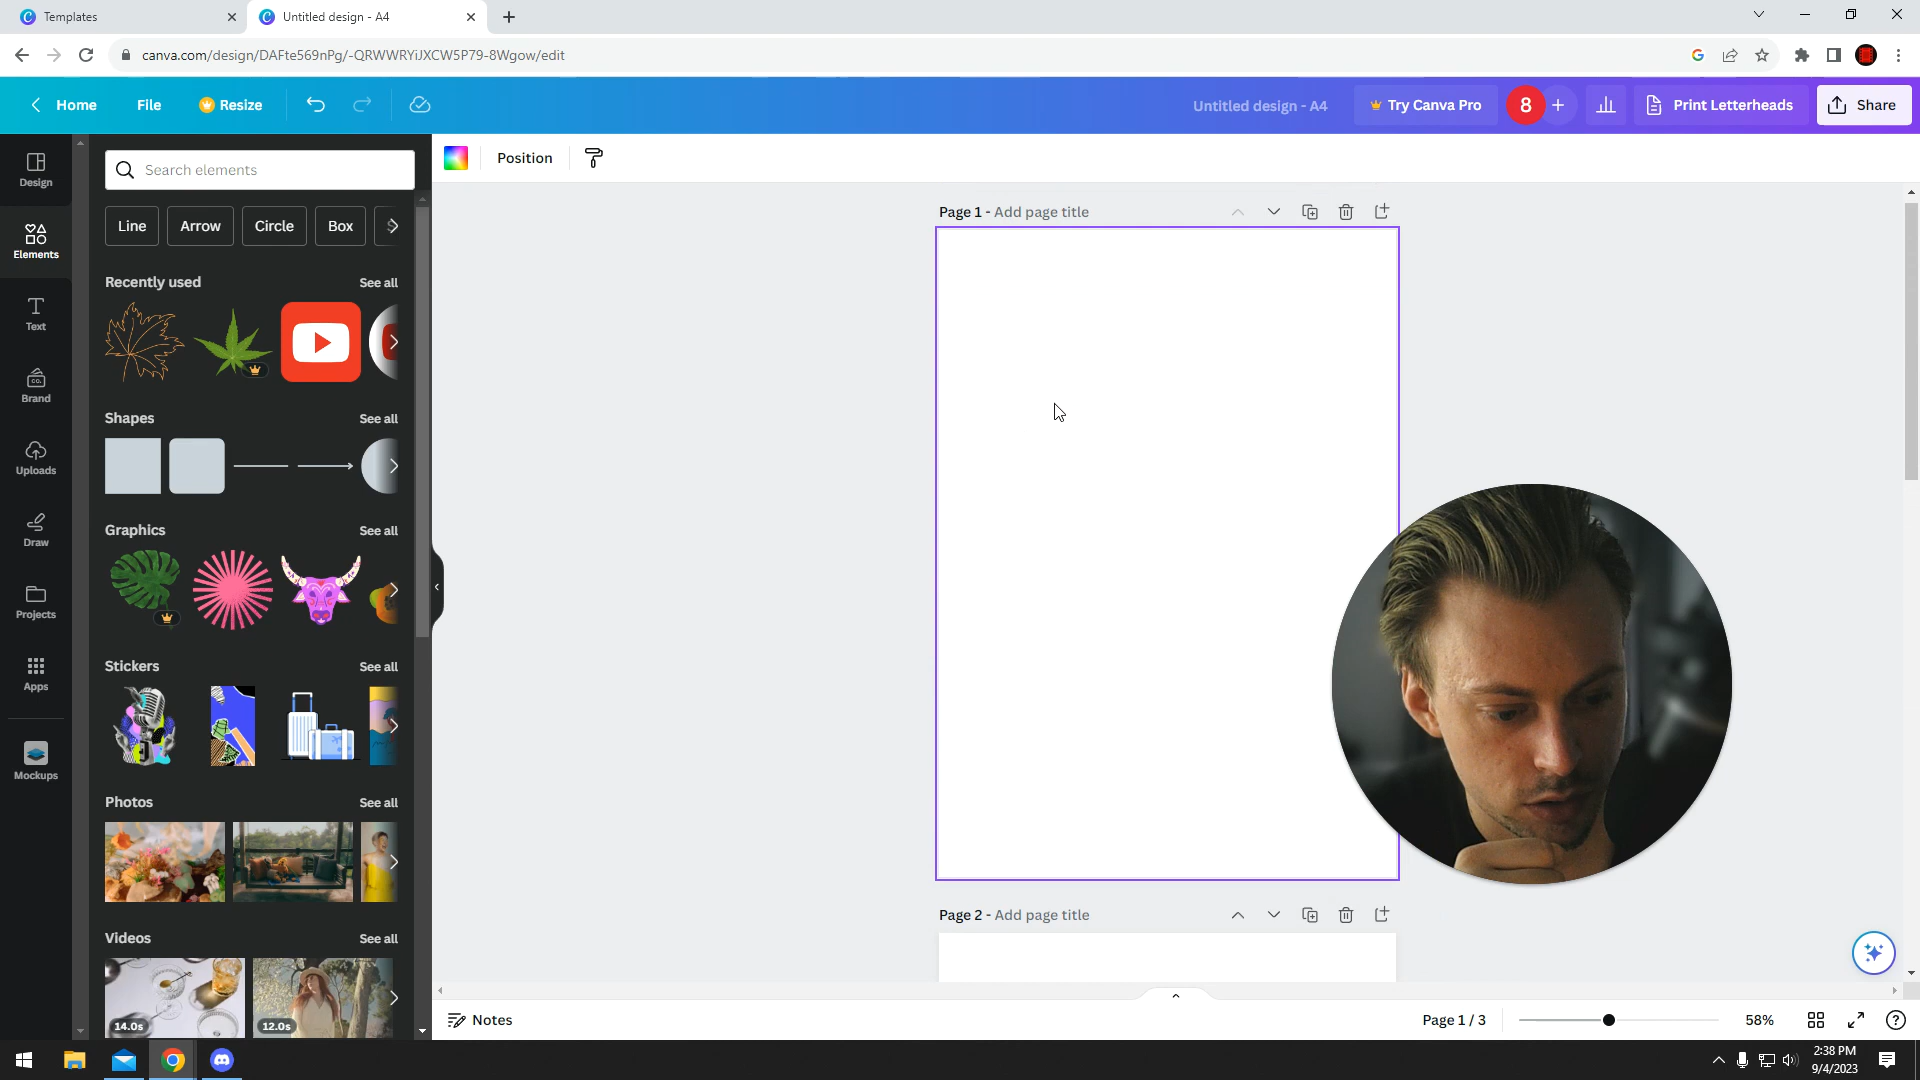 Templates
Untitled design - A4
canva.com/design/DAFte569nPg/-QRWWRYiJXCW5P79-8Wgow/edit
Home
File
Resize
Untitled design - A4
Try Canva Pro
8
Print Letterheads
Share
Design
Elements
Text
Brand
Uploads
Draw
Projects
Apps
Mockups
Search elements
Line
Arrow
Circle
Box
Recently used
See all
Shapes
See all
Graphics
See all
Stickers
See all
Photos
See all
Videos
See all
14.0s
12.0s
Position
Page 1 - Add page title
Page 2 - Add page title
Notes
Page 1 / 3
58%
2:38 PM
9/4/2023